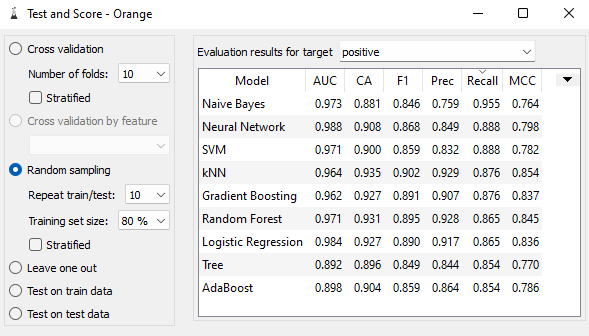 Test and Score - Orange
Cross validation
Number of folds: 10
Stratified
Cross validation by feature
Random sampling
Repeat train/test: 10
Training set size: 80 %
Stratified
Leave one out
Test on train data
Test on test data
Evaluation results for target positive
Model AUC CA F1 Prec Recall MCC
Naive Bayes 0.973 0.881 0.846 0.759 0.955 0.764
Neural Network 0.988 0.908 0.868 0.849 0.888 0.798
SVM 0.971 0.900 0.859 0.832 0.888 0.782
kNN 0.964 0.935 0.902 0.929 0.876 0.854
Gradient Boosting 0.962 0.927 0.891 0.907 0.876 0.837
Random Forest 0.971 0.931 0.895 0.928 0.865 0.845
Logistic Regression 0.984 0.927 0.890 0.917 0.865 0.836
Tree 0.892 0.896 0.849 0.844 0.854 0.770
AdaBoost 0.898 0.904 0.859 0.864 0.854 0.786